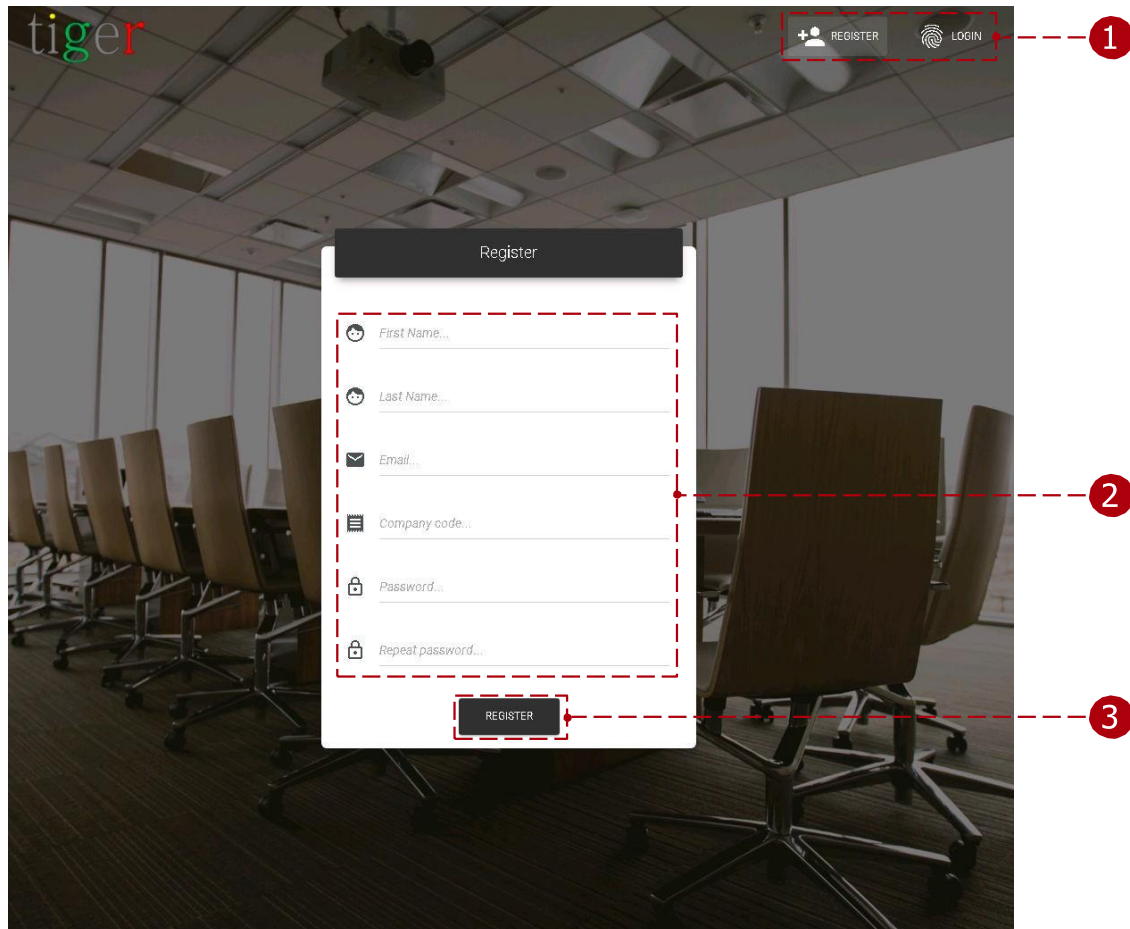 tiger
REGISTER LOGIN
1
Register
First Name...
Last Name...
Email...
2
Company code...
Password...
Repeat password...
REGISTER
3